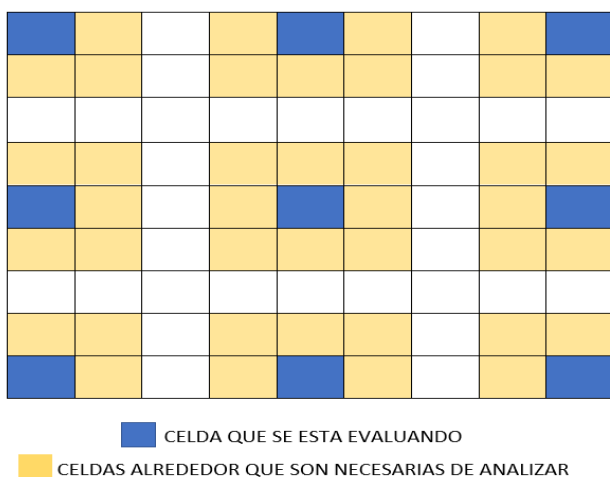 CELDA QUE SE ESTA EVALUANDO
CELDAS ALREDEDOR QUE SON NECESARIAS DE ANALIZAR